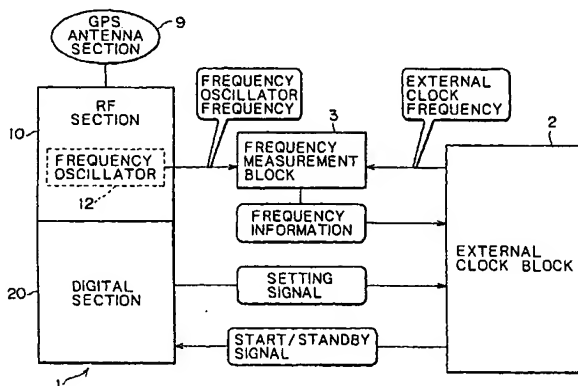 GPS
ANTENNA
SECTION
9
10
RF
SECTION
FREQUENCY
OSCILLATOR
12
FREQUENCY
OSCILLATOR
FREQUENCY
3
FREQUENCY
MEASUREMENT
BLOCK
FREQUENCY
INFORMATION
EXTERNAL
CLOCK
FREQUENCY
2
EXTERNAL
CLOCK BLOCK
20
DIGITAL
SECTION
SETTING
SIGNAL
START/STANDBY
SIGNAL
1